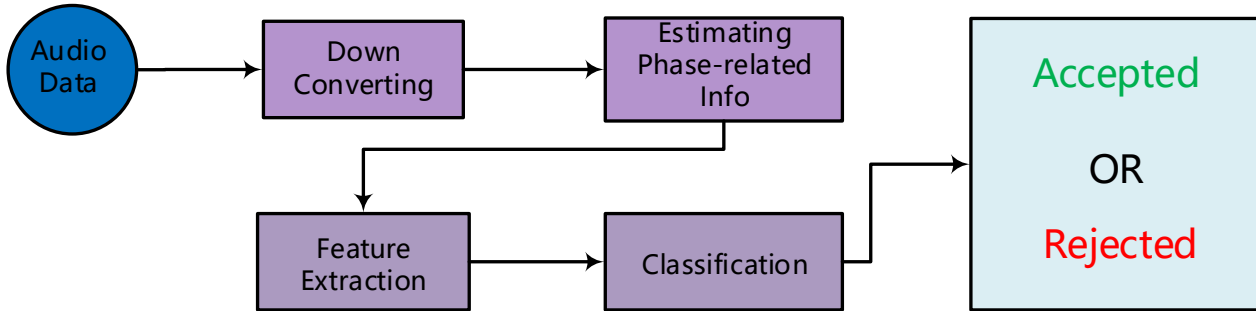 Audio
Data
Down
Converting
Estimating
Phase-related
Info
Feature
Extraction
Classification
Accepted
OR
Rejected